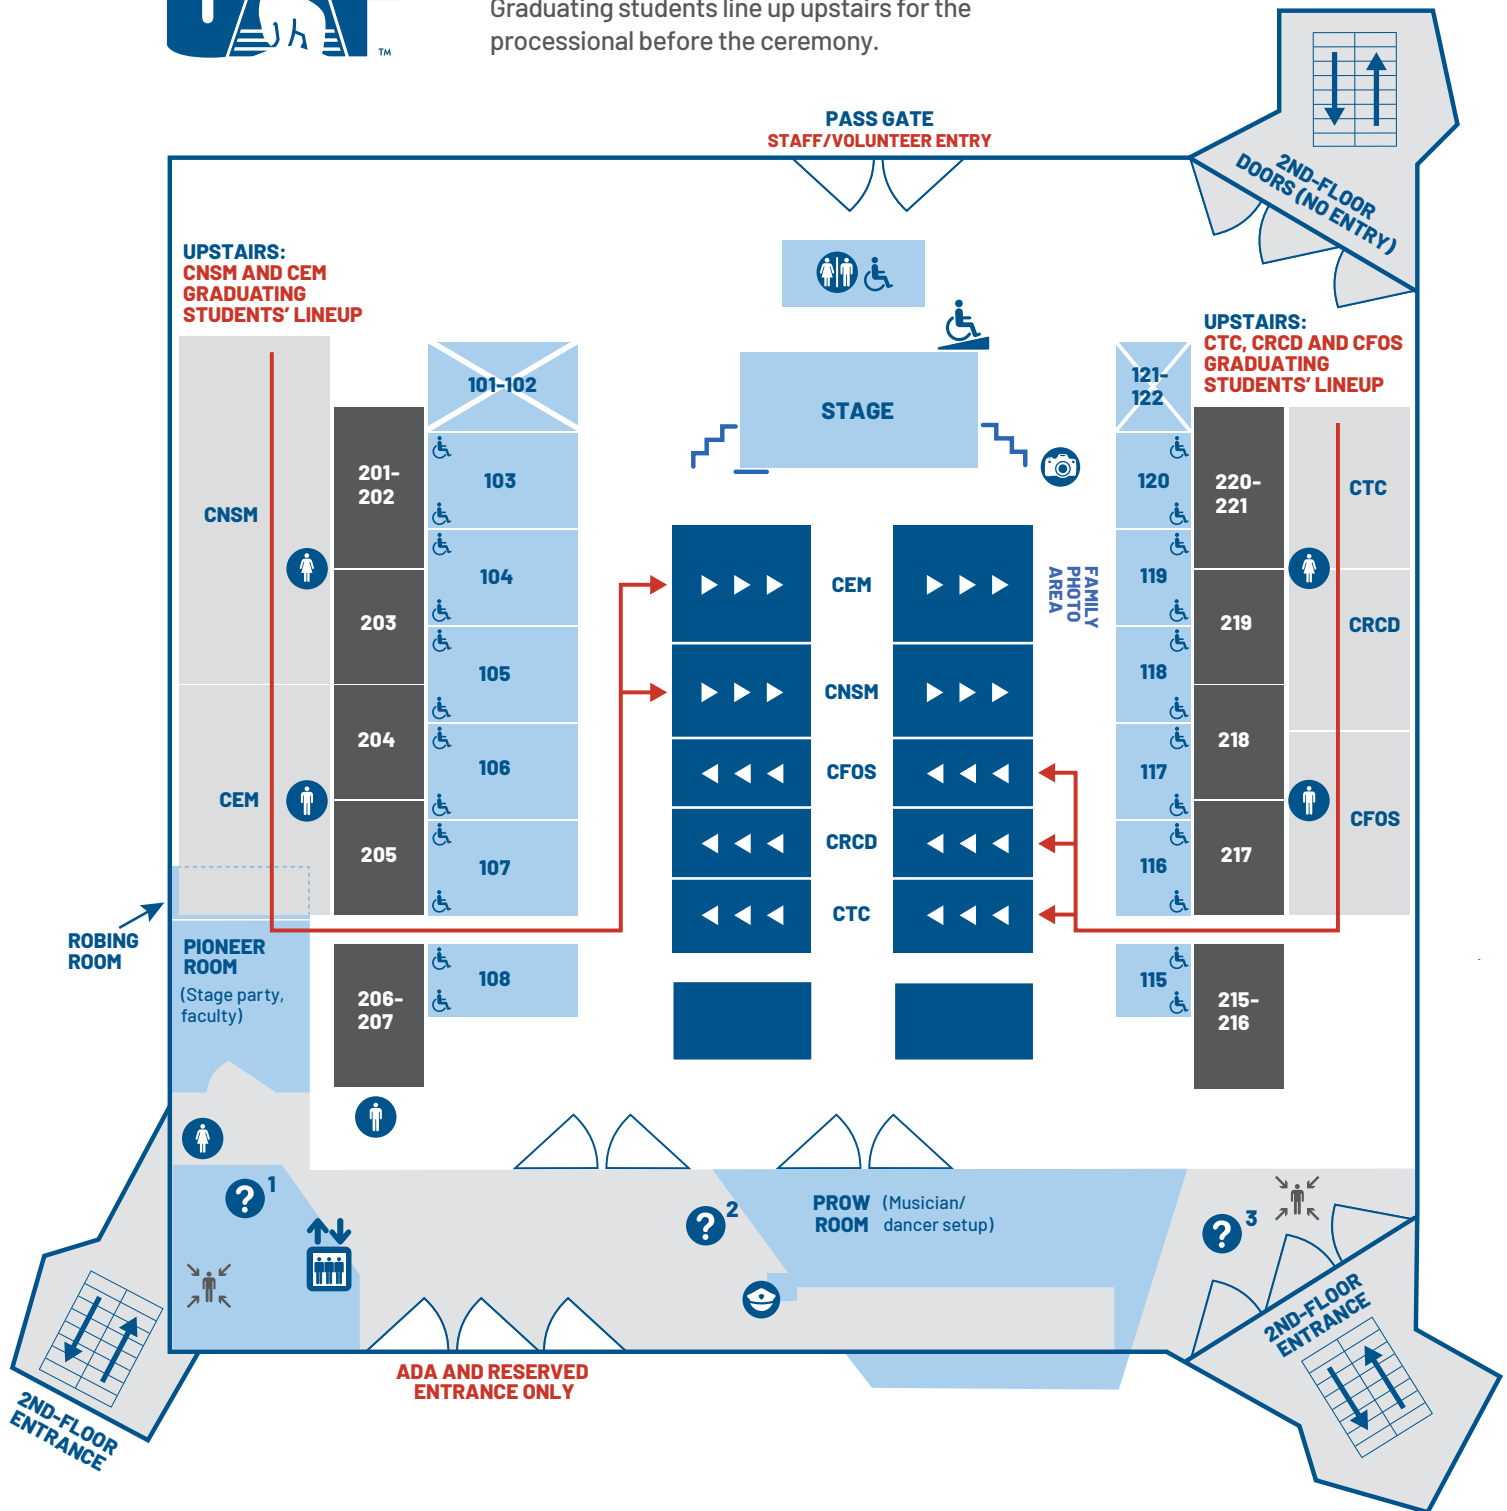 Graduating students line up upstairs for the
processional before the ceremony.
TM
PASS GATE
STAFF/VOLUNTEER ENTRY
2ND-FLOOR
DOORS (NO ENTRY)
UPSTAIRS:
CNSM AND CEM
GRADUATING
STUDENTS’ LINEUP
UPSTAIRS:
CTC, CRCD AND CFOS
GRADUATING
STUDENTS’ LINEUP
101-102
STAGE
121-
122
201-
202
103
120
220-
221
CTC
CNSM
104
CEM
FAMILY
PHOTO
AREA
119
203
219
CRCD
105
CNSM
118
204
106
CFOS
117
218
CEM
CFOS
205
107
CRCD
116
217
CTC
ROBING
ROOM
PIONEER
ROOM
(Stage party,
faculty)
206-
207
108
115
215-
216
1
2
PROW
ROOM
(Musician/
dancer setup)
3
2ND-FLOOR
ENTRANCE
ADA AND RESERVED
ENTRANCE ONLY
2ND-FLOOR
ENTRANCE